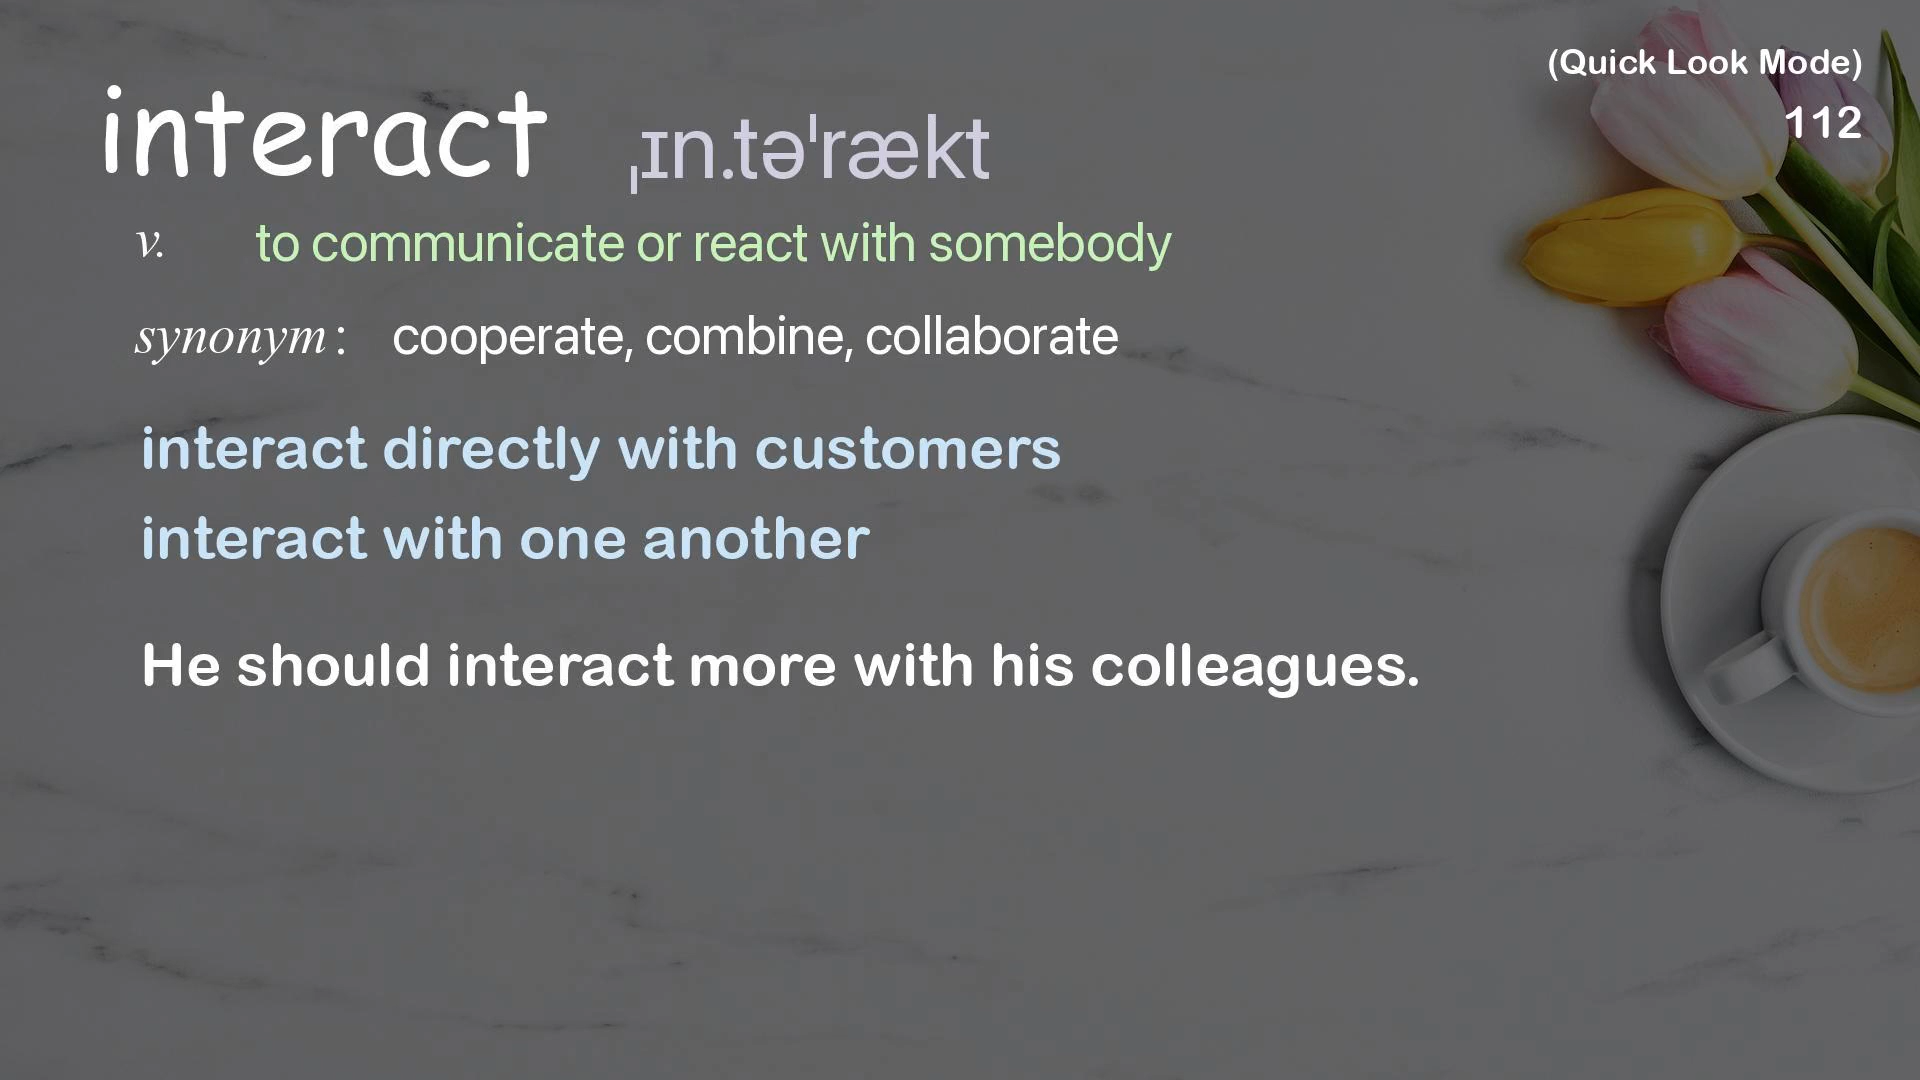 (Quick Look Mode)
112
interact ˌɪn.təˈrækt
v. to communicate or react with somebody
synonym : cooperate, combine, collaborate
interact directly with customers
interact with one another
He should interact more with his colleagues.